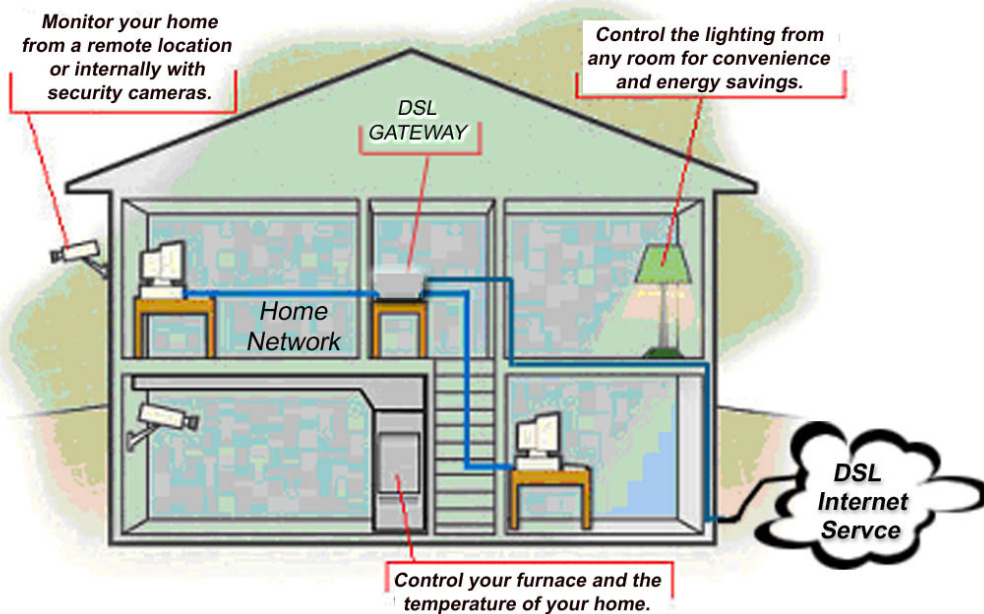 Monitor your home
from a remote location
or internally with
security cameras.
Control the lighting from
any room for convenience
and energy savings.
DSL
GATEWAY
Home
Network
DSL
Internet
Servce
Control your furnace and the
temperature of your home.